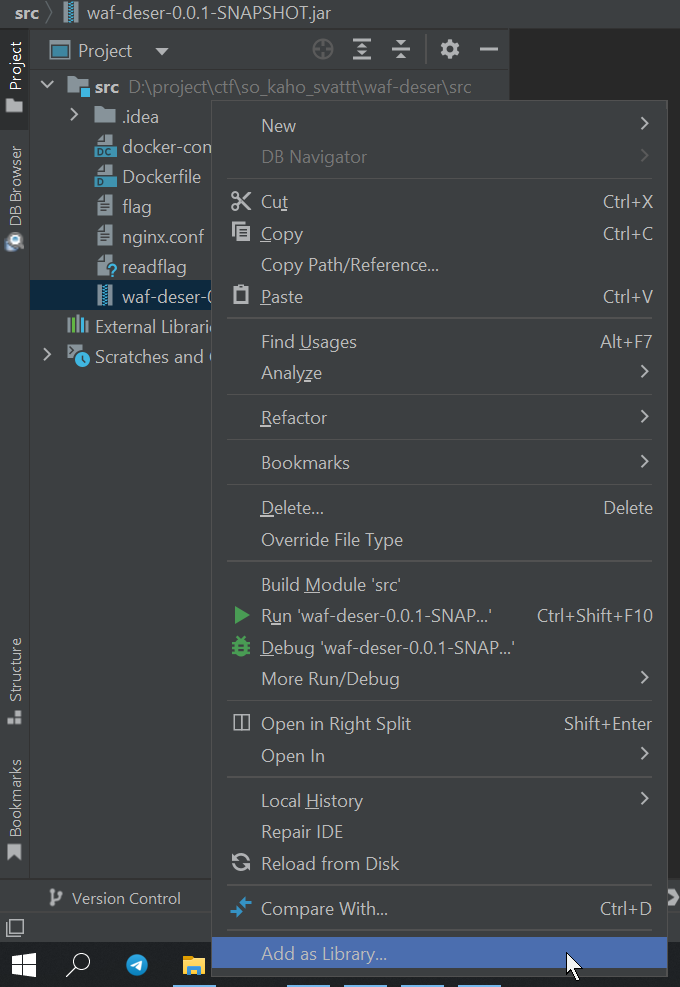 src waf-deser-0.0.1-SNAPSHOT.jar
Project
Project
src D:\project\ctf\so_kaho_svattt\waf-deser\src
.idea
docker-com
Dockerfile
flag
nginx.conf
readflag
waf-deser-0
External Librarie
Scratches and
DB Browser
Structure
Bookmarks
New
DB Navigator
Cut Ctrl+X
Copy Ctrl+C
Copy Path/Reference...
Paste Ctrl+V
Find Usages Alt+F7
Analyze
Refactor
Bookmarks
Delete... Delete
Override File Type
Build Module 'src'
Run 'waf-deser-0.0.1-SNAP...' Ctrl+Shift+F10
Debug 'waf-deser-0.0.1-SNAP...'
More Run/Debug
Open in Right Split Shift+Enter
Open In
Local History
Repair IDE
Reload from Disk
Compare With... Ctrl+D
Add as Library...
Version Control